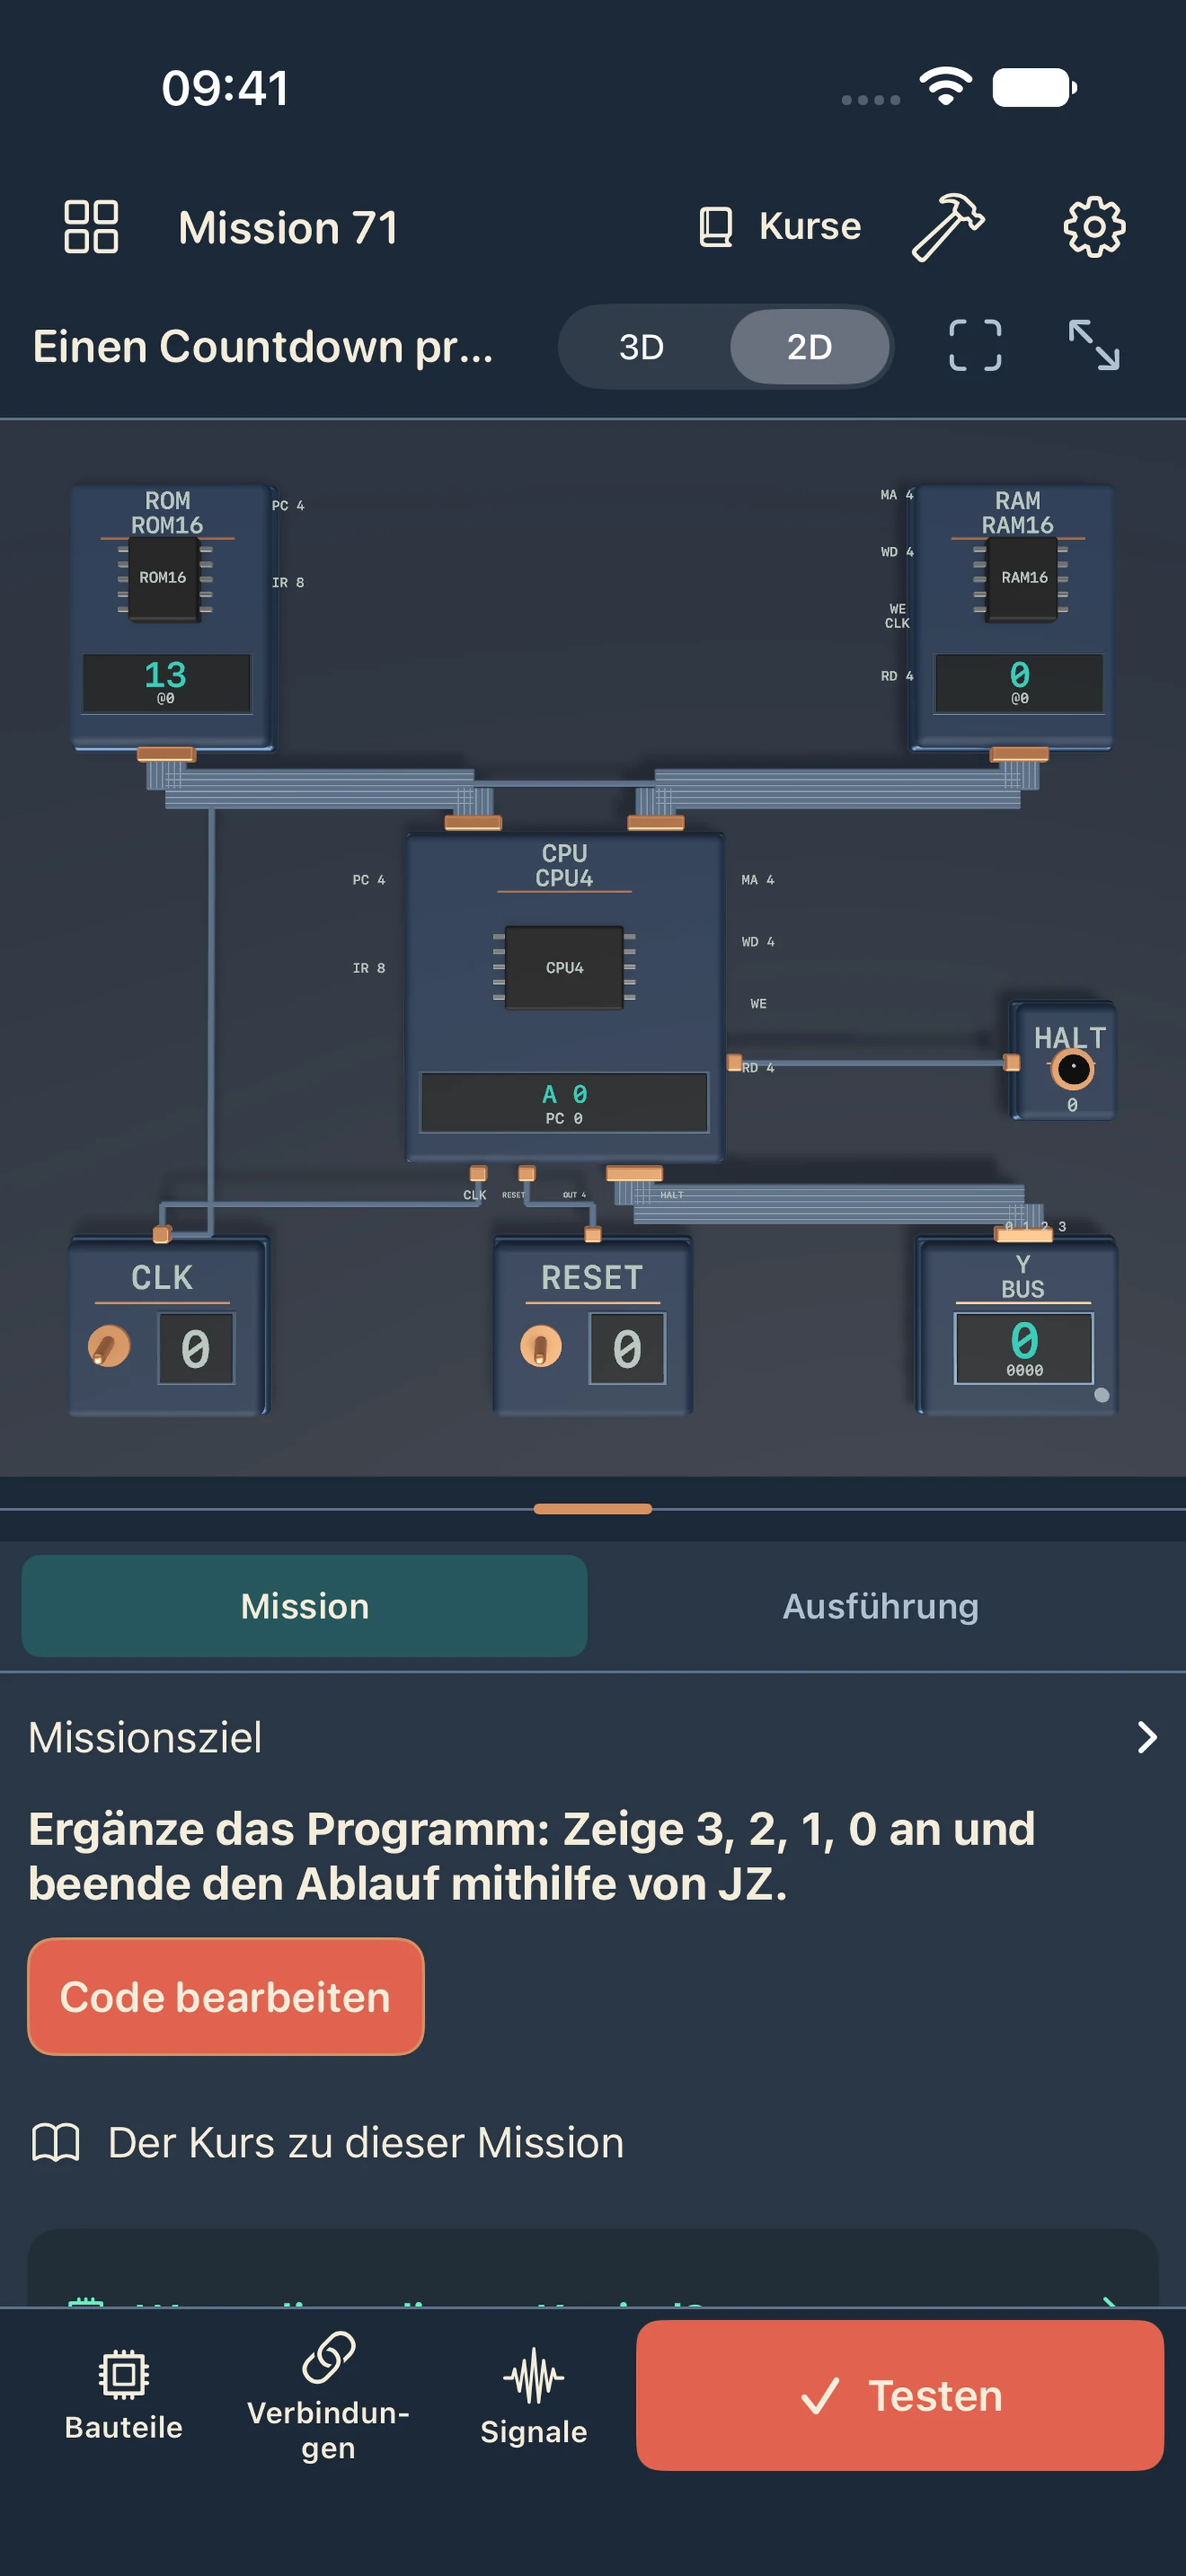 09:41
Mission 71
Kurse
Einen Countdown pr...
3D
2D
ROM
ROM16
PC 4
ROM16
IR 8
13
@0
RAM
RAM16
MA 4
WD 4
RAM16
WE
CLK
RD 4
0
@0
CPU
CPU4
PC 4
MA 4
WD 4
IR 8
CPU4
WE
RD 4
A 0
PC 0
HALT
0
CLK
RESET
OUT 4
HALT
0 1 2 3
CLK
0
RESET
0
Y
BUS
0
0000
Mission
Ausführung
Missionsziel
Ergänze das Programm: Zeige 3, 2, 1, 0 an und
beende den Ablauf mithilfe von JZ.
Code bearbeiten
Der Kurs zu dieser Mission
Bauteile
Verbindun-
gen
Signale
Testen